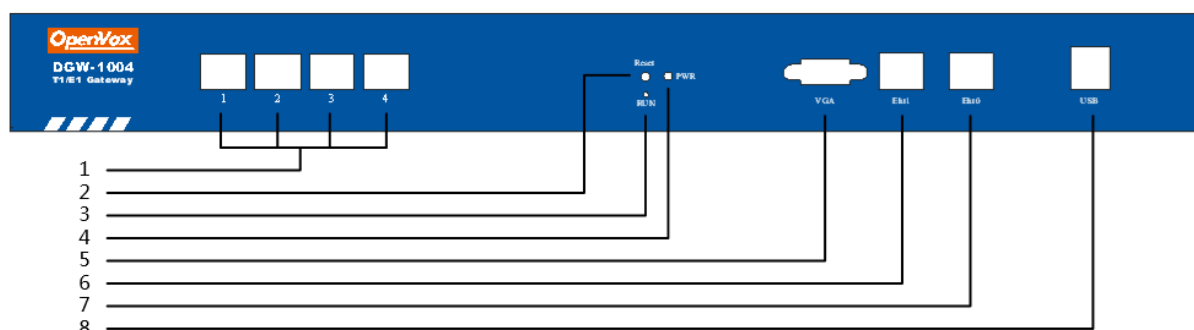 OpenVox
DGW-1004
T1/E1 Gateway
1 2 3 4
Reset
PWR
RUN
VGA Eht1 Eht0 USB
1
2
3
4
5
6
7
8